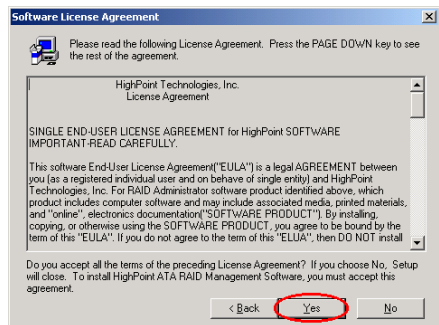 Software License Agreement
Please read the following License Agreement. Press the PAGE DOWN key to see
the rest of the agreement.
HighPoint Technologies, Inc.
License Agreement
SINGLE END-USER LICENSE AGREEMENT for HighPoint SOFTWARE
IMPORTANT-READ CAREFULLY.
This software End-User License Agreement("EULA") is a legal AGREEMENT between
you (as a registered individual user and on behave of single entity) and HighPoint
Technologies, Inc. For RAID Administrator software product identified above, which
product includes computer software and may include associated media, printed materials,
and "online", electronics documentation("SOFTWARE PRODUCT"). By installing,
copying, or otherwise using the SOFTWARE PRODUCT, you agree to be bound by the
term of this "EULA". If you do not agree to the term of this "ELUA", then DO NOT install
Do you accept all the terms of the preceding License Agreement? If you choose No, Setup
will close. To install HighPoint ATA RAID Management Software, you must accept this
agreement.
< Back Yes No